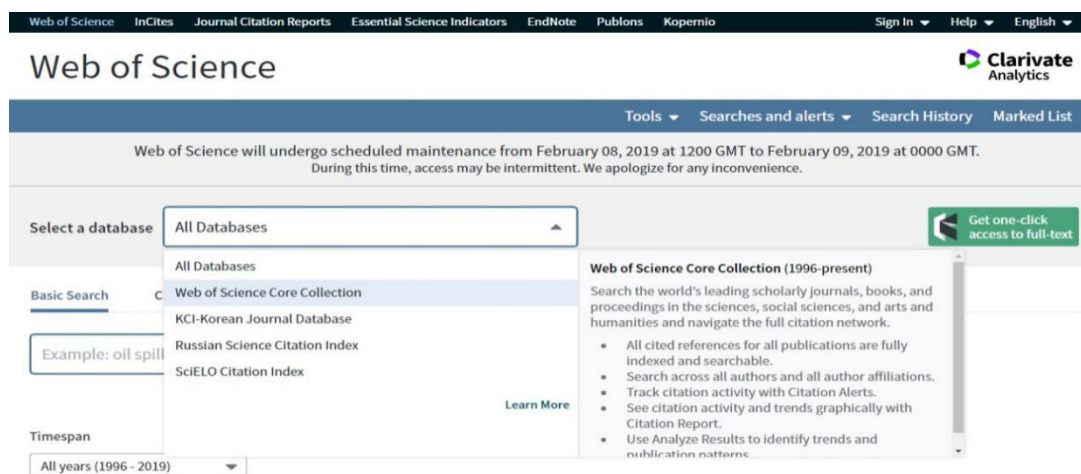 Web of Science InCites Journal Citation Reports Essential Science Indicators EndNote Publons Kopernio Sign In Help English
Web of Science
Clarivate
Analytics
Tools Searches and alerts Search History Marked List
Web of Science will undergo scheduled maintenance from February 08, 2019 at 1200 GMT to February 09, 2019 at 0000 GMT.
During this time, access may be intermittent. We apologize for any inconvenience.
Select a database All Databases
Get one-click
access to full-text
All Databases
Web of Science Core Collection
KCI-Korean Journal Database
Russian Science Citation Index
SciELO Citation Index
Learn More
Web of Science Core Collection (1996-present)
Search the world's leading scholarly journals, books, and
proceedings in the sciences, social sciences, and arts and
humanities and navigate the full citation network.
• All cited references for all publications are fully
indexed and searchable.
• Search across all authors and all author affiliations.
• Track citation activity with Citation Alerts.
• See citation activity and trends graphically with
Citation Report.
• Use Analyze Results to identify trends and
publication patterns.
Basic Search C
Example: oil spill
Timespan
All years (1996 - 2019)